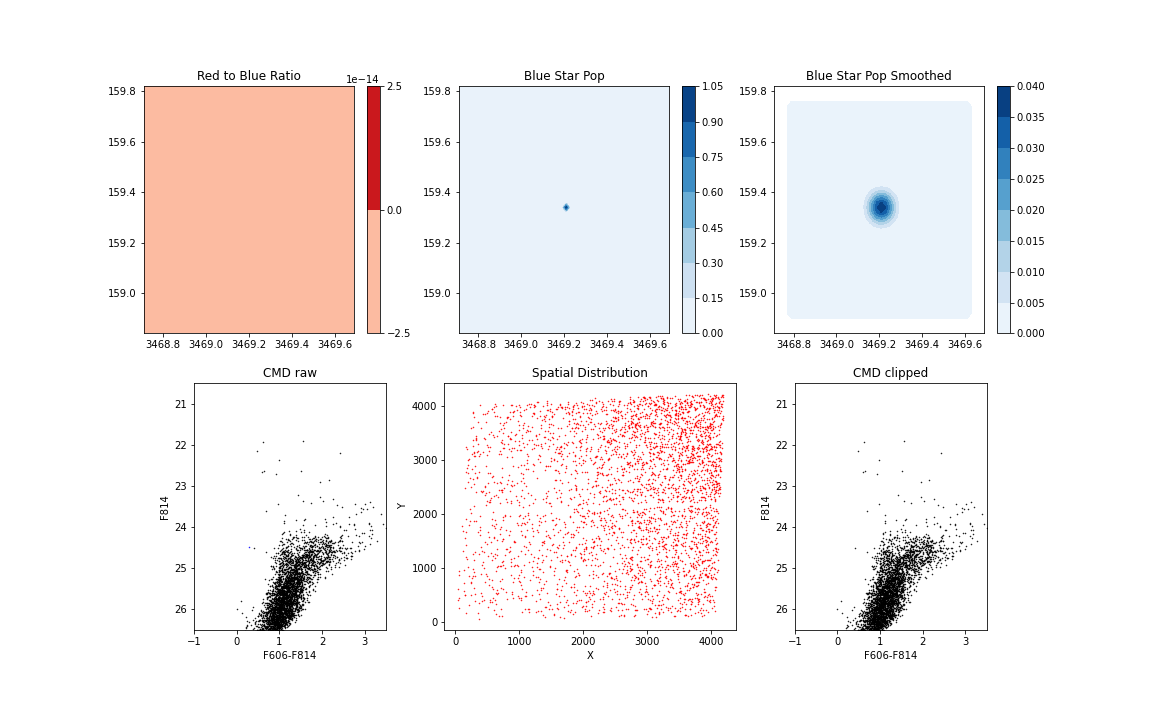 Red to Blue Ratio
1e−14
159.8
159.6
159.4
159.2
159.0
3468.8 3469.0 3469.2 3469.4 3469.6
2.5
0.0
−2.5
Blue Star Pop
159.8
159.6
159.4
159.2
159.0
3468.8 3469.0 3469.2 3469.4 3469.6
1.05
0.90
0.75
0.60
0.45
0.30
0.15
0.00
Blue Star Pop Smoothed
159.8
159.6
159.4
159.2
159.0
3468.8 3469.0 3469.2 3469.4 3469.6
0.040
0.035
0.030
0.025
0.020
0.015
0.010
0.005
0.000
CMD raw
F814
21
22
23
24
25
26
−1 0 1 2 3
F606-F814
Spatial Distribution
Y
4000
3000
2000
1000
0
0 1000 2000 3000 4000
X
CMD clipped
F814
21
22
23
24
25
26
−1 0 1 2 3
F606-F814